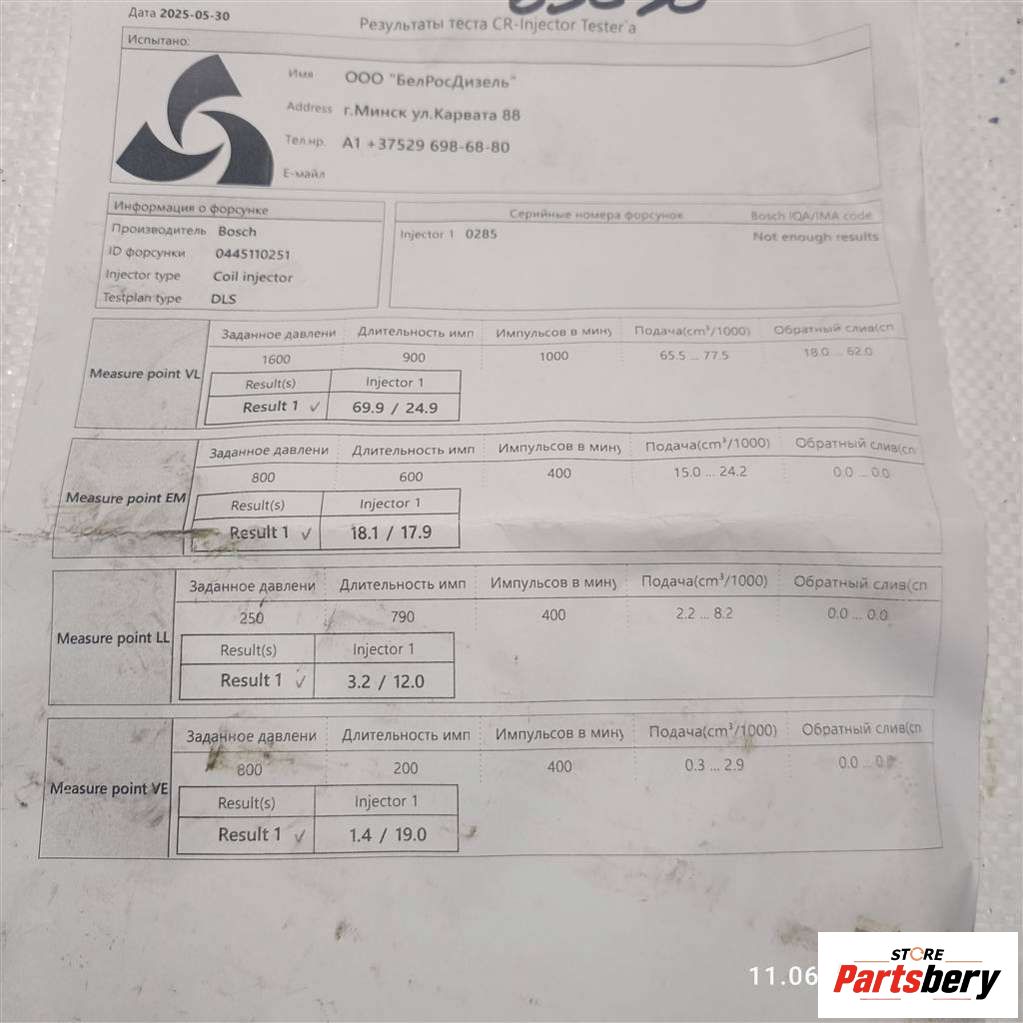 Дата 2025-05-30
Результаты теста CR-Injector Tester'а
Испытано:
Имя ООО "БелРосДизель"
Address г.Минск ул.Карвата 88
Тел.нр. А1 +37529 698-68-80
Е-майл
Информация о форсунке
Производитель Bosch
ID форсунки 0445110251
Injector type Coil injector
Testplan type DLS
Серийные номера форсунок Bosch IQA/IMA code
Injector 1 0285 Not enough results
Measure point VL
Заданное давлени Длительность имп Импульсов в мину Подача(cm³/1000) Обратный слив(сп
1600 900 1000 65.5 ... 77.5 18.0 ... 62.0
Result(s) Injector 1
Result 1 ✓ 69.9 / 24.9
Measure point EM
Заданное давлени Длительность имп Импульсов в мину Подача(cm³/1000) Обратный слив(сп
800 600 400 15.0 ... 24.2 0.0 ... 0.0
Result(s) Injector 1
Result 1 ✓ 18.1 / 17.9
Measure point LL
Заданное давлени Длительность имп Импульсов в мину Подача(cm³/1000) Обратный слив(сп
250 790 400 2.2 ... 8.2 0.0 ... 0.0
Result(s) Injector 1
Result 1 ✓ 3.2 / 12.0
Measure point VE
Заданное давлени Длительность имп Импульсов в мину Подача(cm³/1000) Обратный слив(сп
800 200 400 0.3 ... 2.9 0.0 ... 0.0
Result(s) Injector 1
Result 1 ✓ 1.4 / 19.0
11.06
STORE
Partsbery